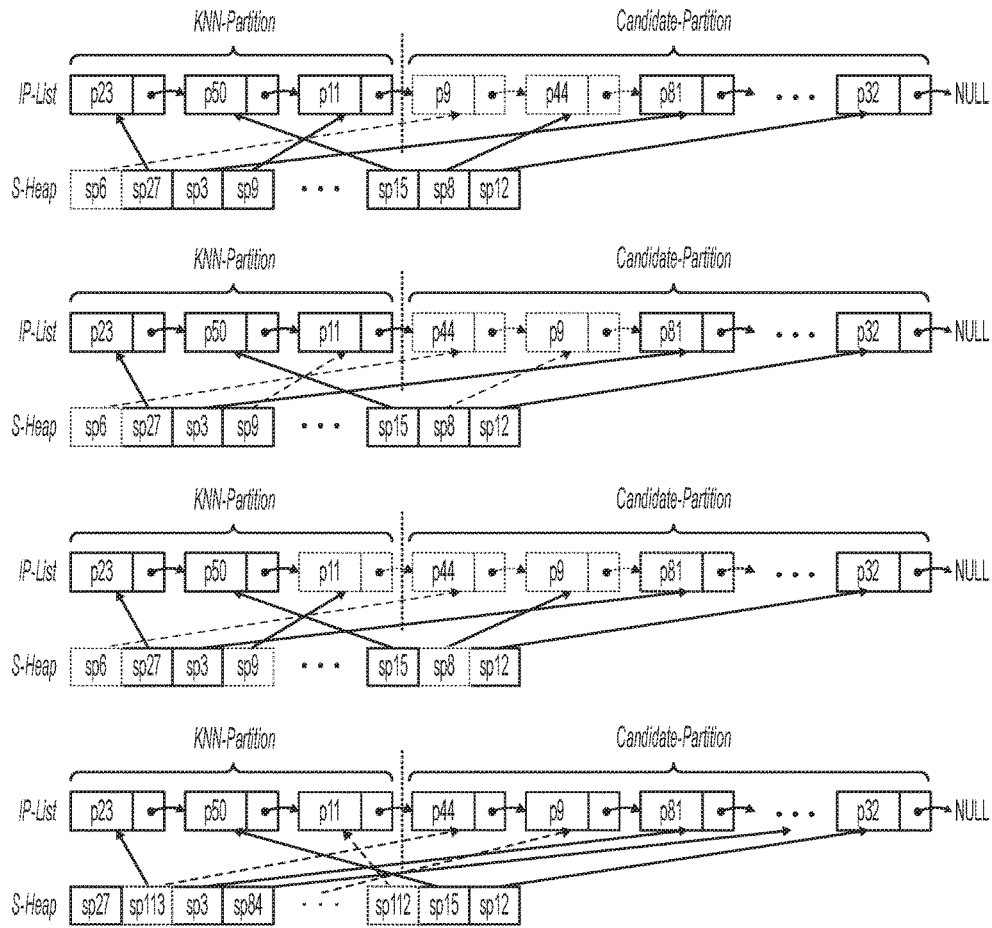 KNN-Partition Candidate-Partition
IP-List p23 p50 p11 p9 p44 p81 ... p32 NULL
S-Heap sp6 sp27 sp3 sp9 ... sp15 sp8 sp12
KNN-Partition Candidate-Partition
IP-List p23 p50 p11 p44 p9 p81 ... p32 NULL
S-Heap sp6 sp27 sp3 sp9 ... sp15 sp8 sp12
KNN-Partition Candidate-Partition
IP-List p23 p50 p11 p44 p9 p81 ... p32 NULL
S-Heap sp6 sp27 sp3 sp9 ... sp15 sp8 sp12
KNN-Partition Candidate-Partition
IP-List p23 p50 p11 p44 p9 p81 ... p32 NULL
S-Heap sp27 sp113 sp3 sp84 ... sp112 sp15 sp12